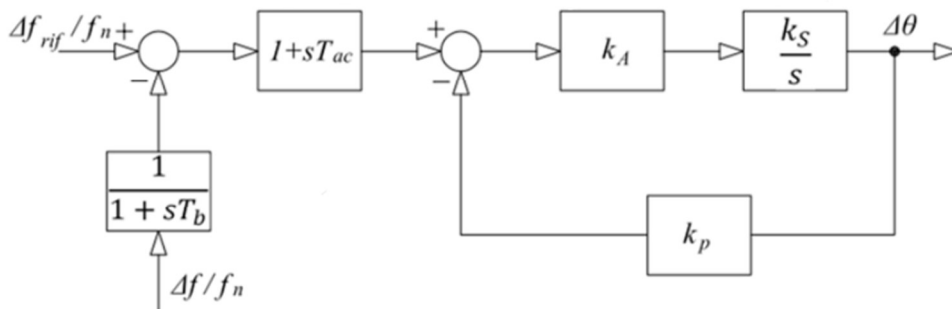 Δf_rif/f_n + 1+sT_ac + k_A k_S/s Δθ
− −
1/(1 + sT_b)
k_p
Δf/f_n